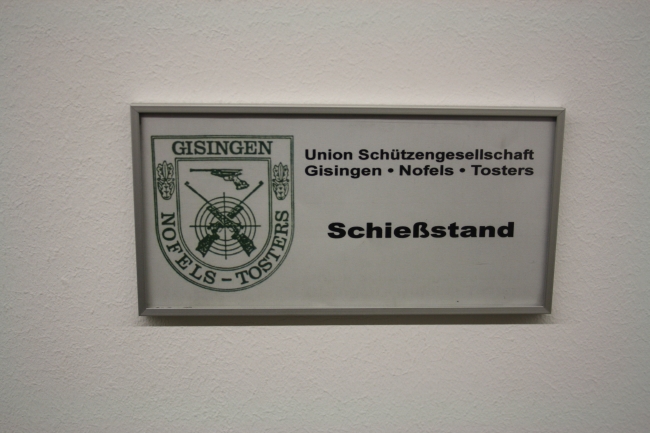 GISINGEN
NOFELS - TOSTERS
Union Schützengesellschaft
Gisingen • Nofels • Tosters
Schießstand